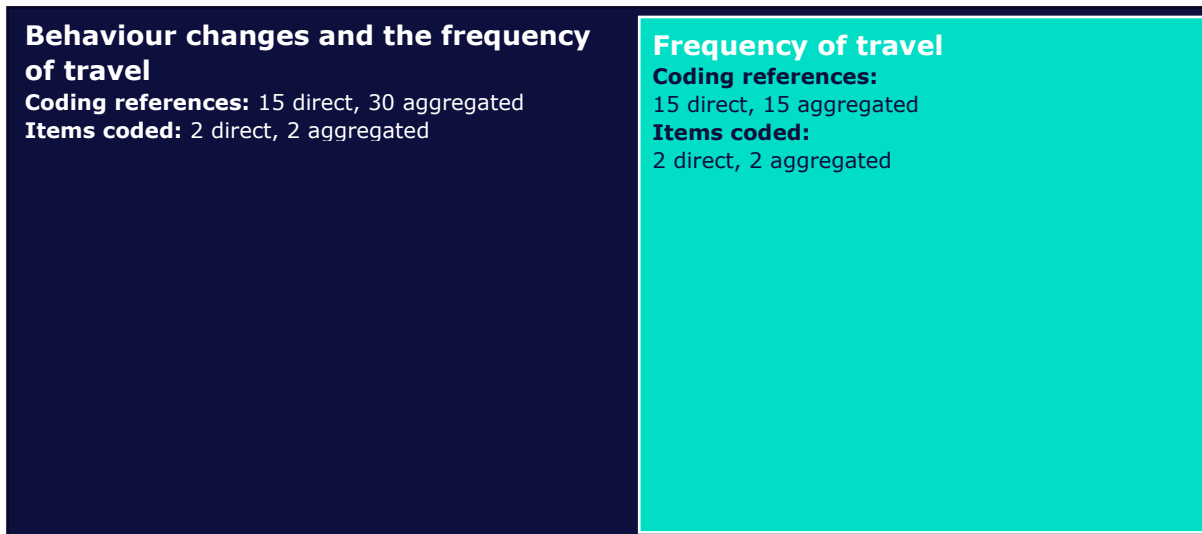 Behaviour changes and the frequency
of travel
Coding references: 15 direct, 30 aggregated
Items coded: 2 direct, 2 aggregated
Frequency of travel
Coding references:
15 direct, 15 aggregated
Items coded:
2 direct, 2 aggregated